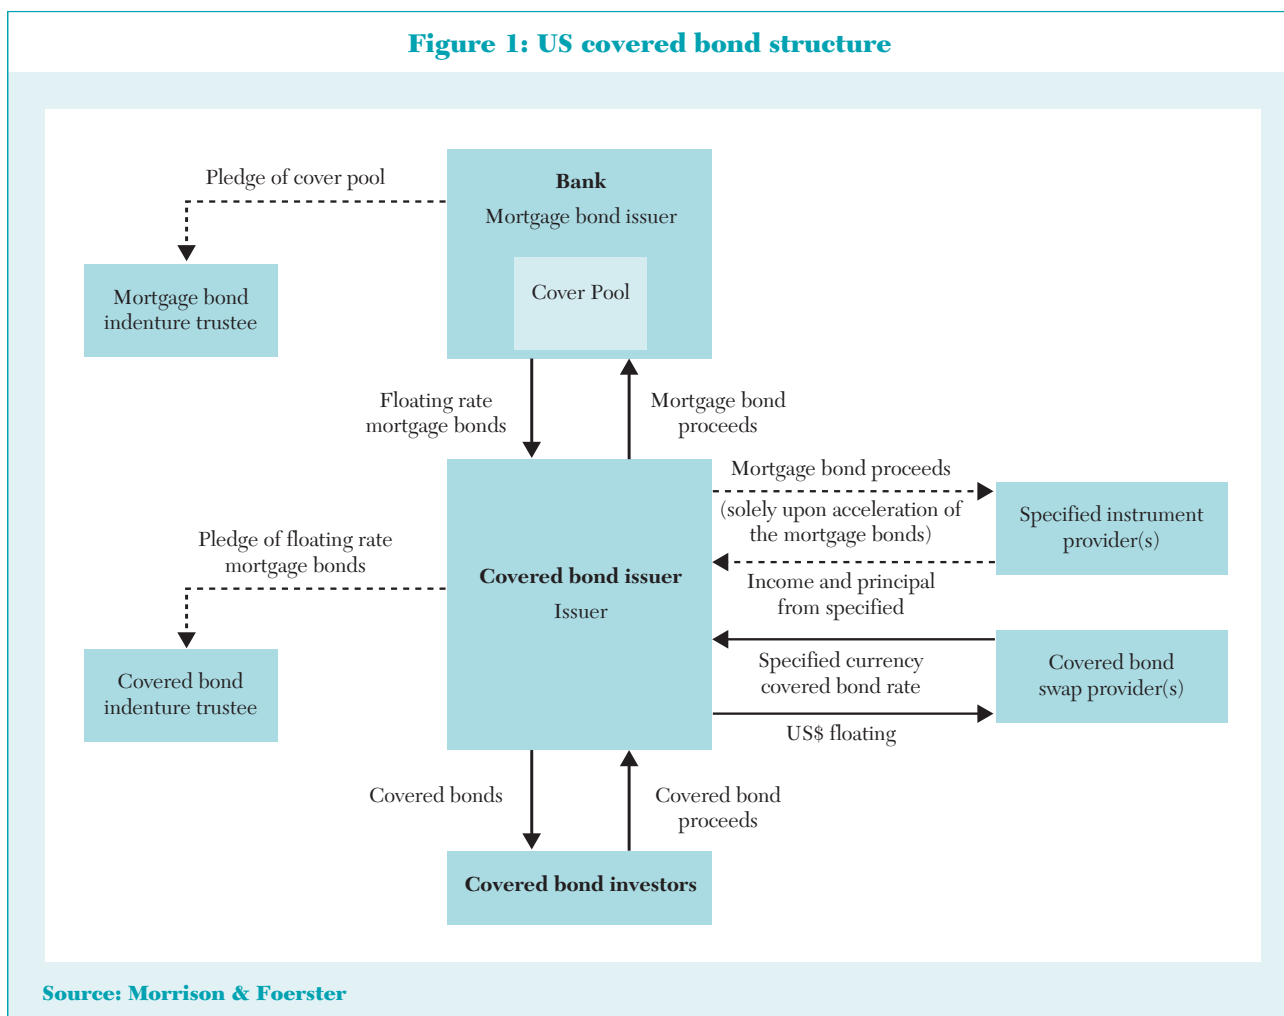 Figure 1: US covered bond structure
Pledge of cover pool
Bank
Mortgage bond issuer
Cover Pool
Mortgage bond
indenture trustee
Floating rate
mortgage bonds
Mortgage bond
proceeds
Mortgage bond proceeds
(solely upon acceleration of
the mortgage bonds)
Specified instrument
provider(s)
Pledge of floating rate
mortgage bonds
Covered bond issuer
Issuer
Income and principal
from specified
Covered bond
indenture trustee
Specified currency
covered bond rate
Covered bond
swap provider(s)
US$ floating
Covered bonds
Covered bond
proceeds
Covered bond investors
Source: Morrison & Foerster